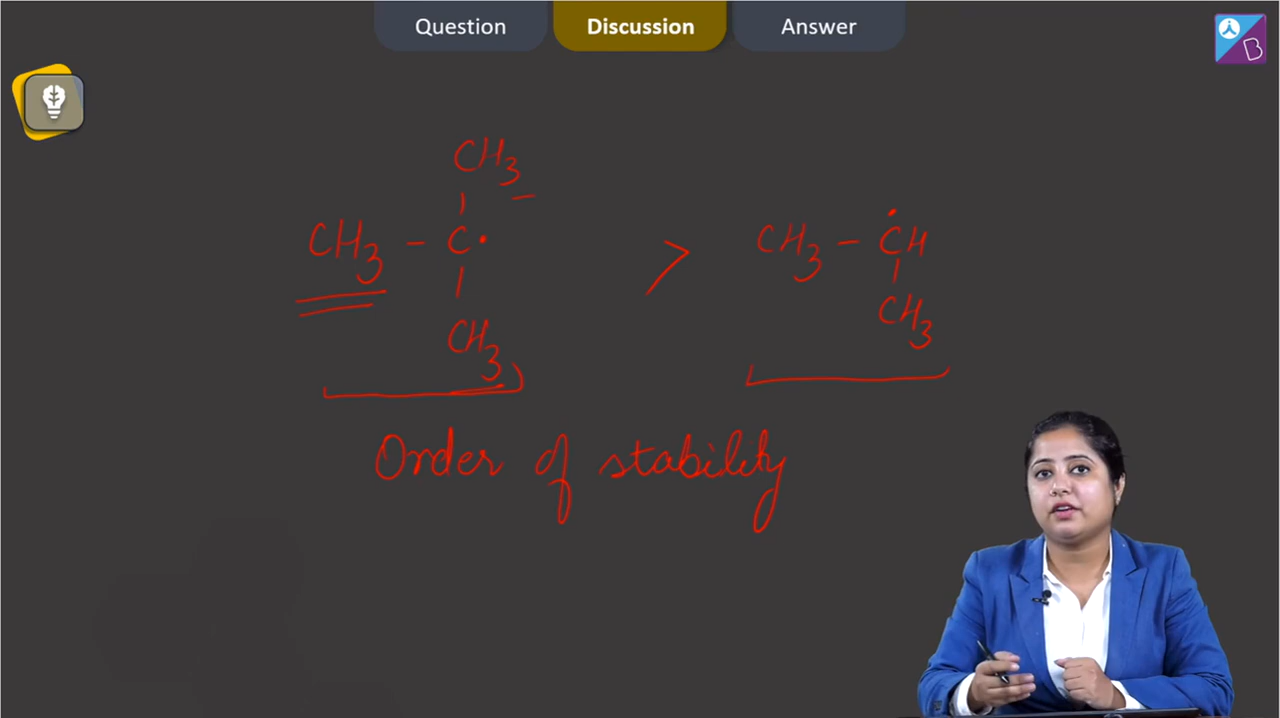 Question Discussion Answer
B
CH3
CH3 - C· > CH3 - ĊH
CH3 CH3
Order of stability